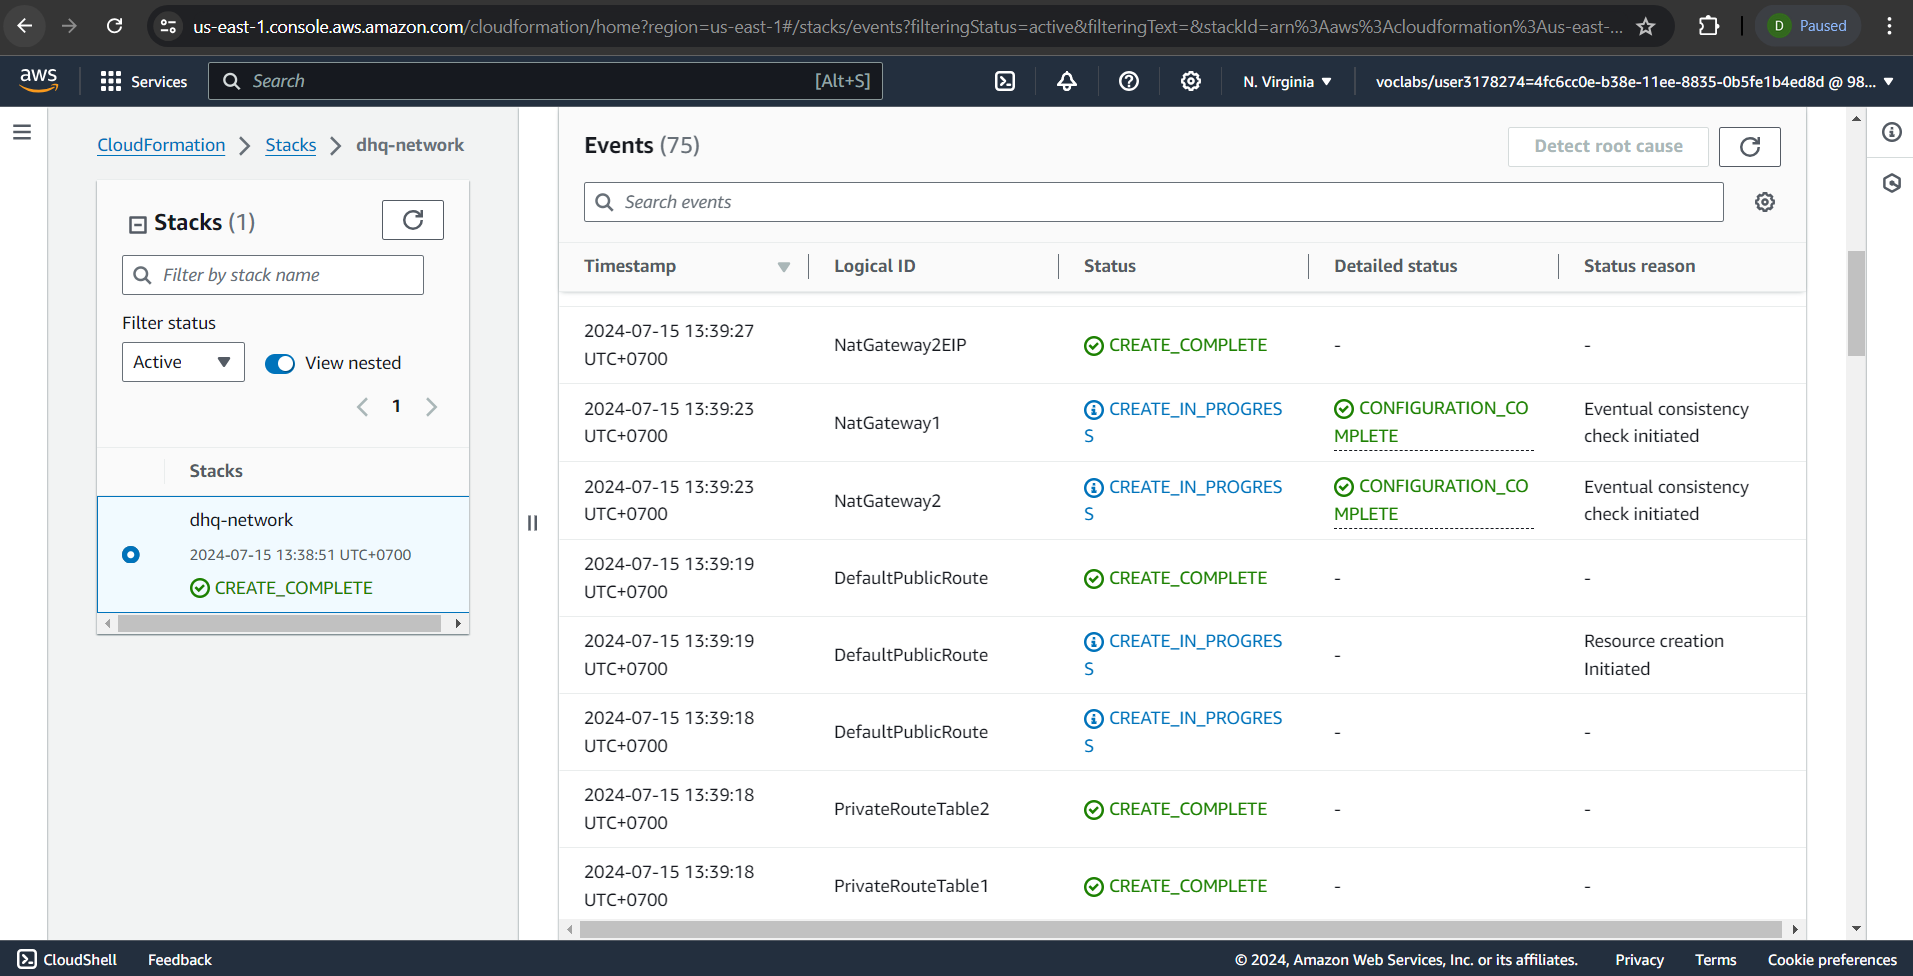 us-east-1.console.aws.amazon.com/cloudformation/home?region=us-east-1#/stacks/events?filteringStatus=active&filteringText=&stackId=arn%3Aaws%3Acloudformation%3Aus-east-...
D Paused
aws Services Search [Alt+S] N. Virginia voclabs/user3178274=4fc6cc0e-b38e-11ee-8835-0b5fe1b4ed8d @ 98...
CloudFormation Stacks dhq-network
Stacks (1)
Filter by stack name
Filter status
Active View nested
1
Stacks
dhq-network
2024-07-15 13:38:51 UTC+0700
CREATE_COMPLETE
Events (75) Detect root cause
Search events
Timestamp Logical ID Status Detailed status Status reason
2024-07-15 13:39:27
UTC+0700
NatGateway2EIP CREATE_COMPLETE - -
2024-07-15 13:39:23
UTC+0700
NatGateway1
CREATE_IN_PROGRES
S
CONFIGURATION_CO
MPLETE
Eventual consistency
check initiated
2024-07-15 13:39:23
UTC+0700
NatGateway2
CREATE_IN_PROGRES
S
CONFIGURATION_CO
MPLETE
Eventual consistency
check initiated
2024-07-15 13:39:19
UTC+0700
DefaultPublicRoute CREATE_COMPLETE - -
2024-07-15 13:39:19
UTC+0700
DefaultPublicRoute
CREATE_IN_PROGRES
S
-
Resource creation
Initiated
2024-07-15 13:39:18
UTC+0700
DefaultPublicRoute
CREATE_IN_PROGRES
S
- -
2024-07-15 13:39:18
UTC+0700
PrivateRouteTable2 CREATE_COMPLETE - -
2024-07-15 13:39:18
UTC+0700
PrivateRouteTable1 CREATE_COMPLETE - -
CloudShell Feedback © 2024, Amazon Web Services, Inc. or its affiliates. Privacy Terms Cookie preferences